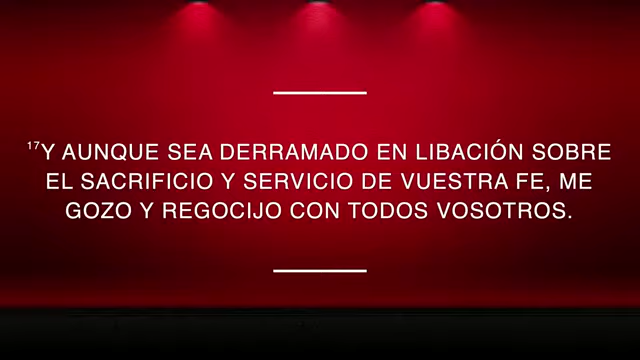 ¹⁷Y AUNQUE SEA DERRAMADO EN LIBACIÓN SOBRE
EL SACRIFICIO Y SERVICIO DE VUESTRA FE, ME
GOZO Y REGOCIJO CON TODOS VOSOTROS.